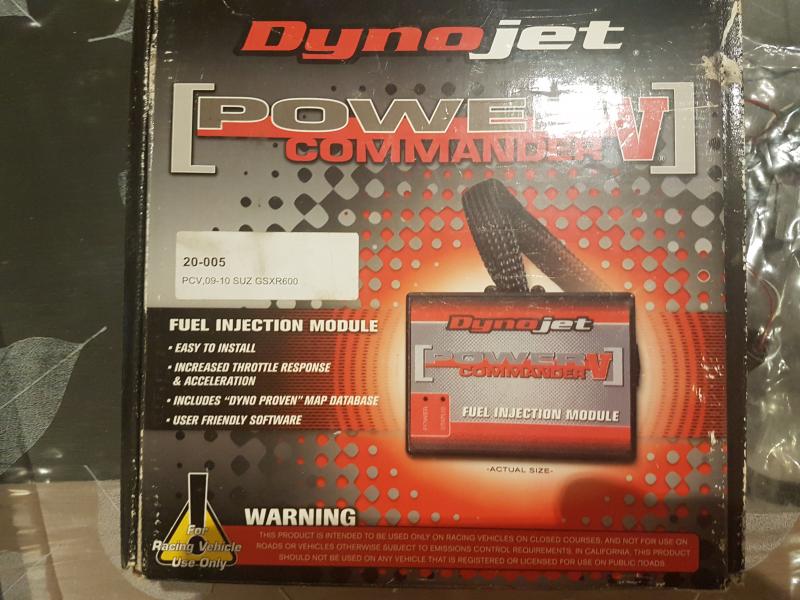 Dynojet®
[POWER V]
COMMANDER
20-005
PCV,09-10 SUZ GSXR600
FUEL INJECTION MODULE
• EASY TO INSTALL
• INCREASED THROTTLE RESPONSE
& ACCELERATION
• INCLUDES "DYNO PROVEN" MAP DATABASE
• USER FRIENDLY SOFTWARE
Dynojet
[POWER V]
COMMANDER
POWER
STATUS
FUEL INJECTION MODULE
-ACTUAL SIZE-
WARNING
For
Racing Vehicle
Use Only
THIS PRODUCT IS INTENDED TO BE USED ONLY ON RACING VEHICLES ON CLOSED COURSES, AND NOT FOR USE ON
ROADS OR VEHICLES OTHERWISE SUBJECT TO EMISSIONS CONTROL REQUIREMENTS. IN CALIFORNIA, THIS PRODUCT
SHOULD NOT BE USED ON ANY VEHICLE THAT IS REGISTERED OR LICENSED FOR USE ON PUBLIC ROADS.